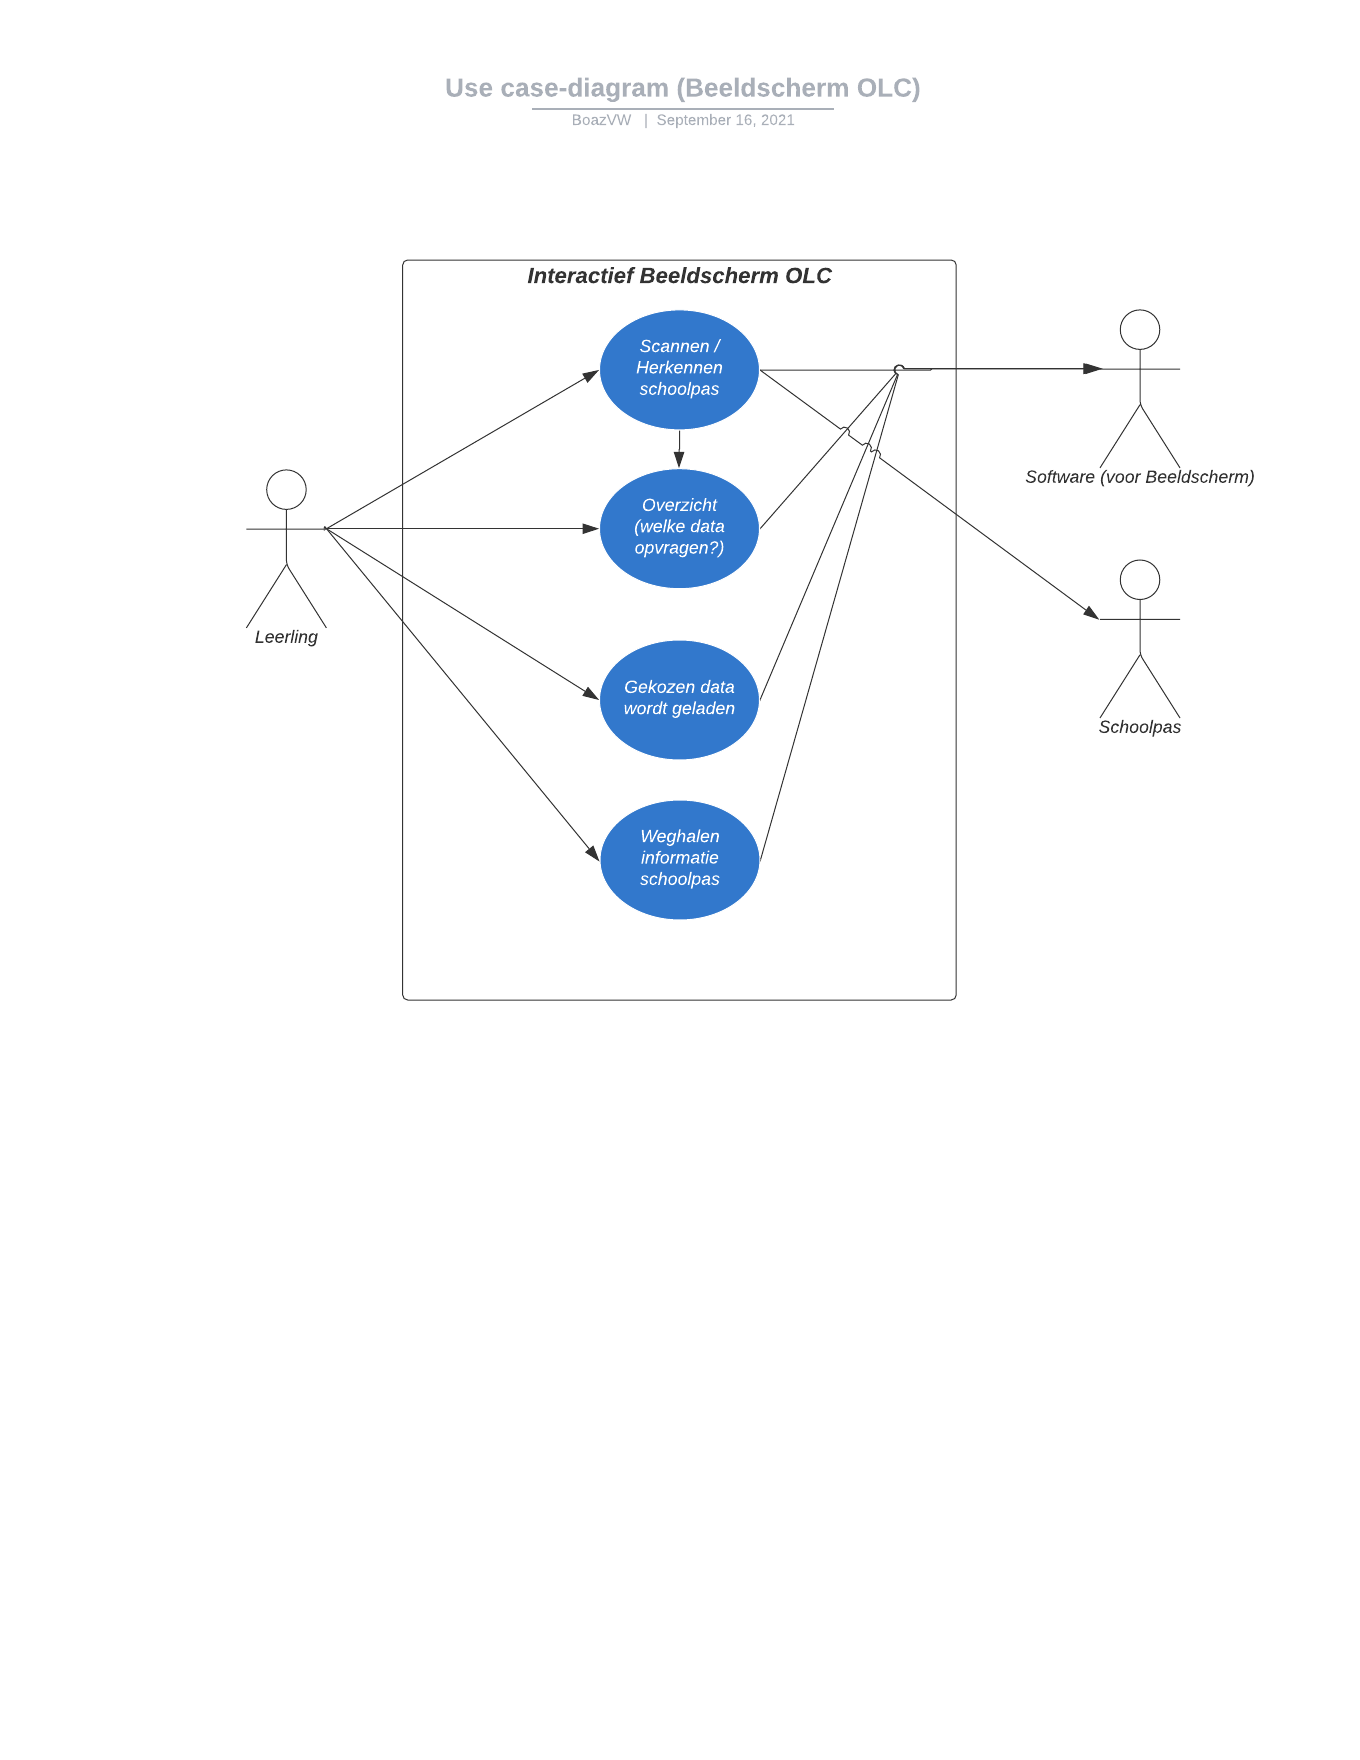 Use case-diagram (Beeldscherm OLC)
BoazVW | September 16, 2021
Interactief Beeldscherm OLC
Scannen /
Herkennen
schoolpas
Software (voor Beeldscherm)
Overzicht
(welke data
opvragen?)
Leerling
Gekozen data
wordt geladen
Schoolpas
Weghalen
informatie
schoolpas